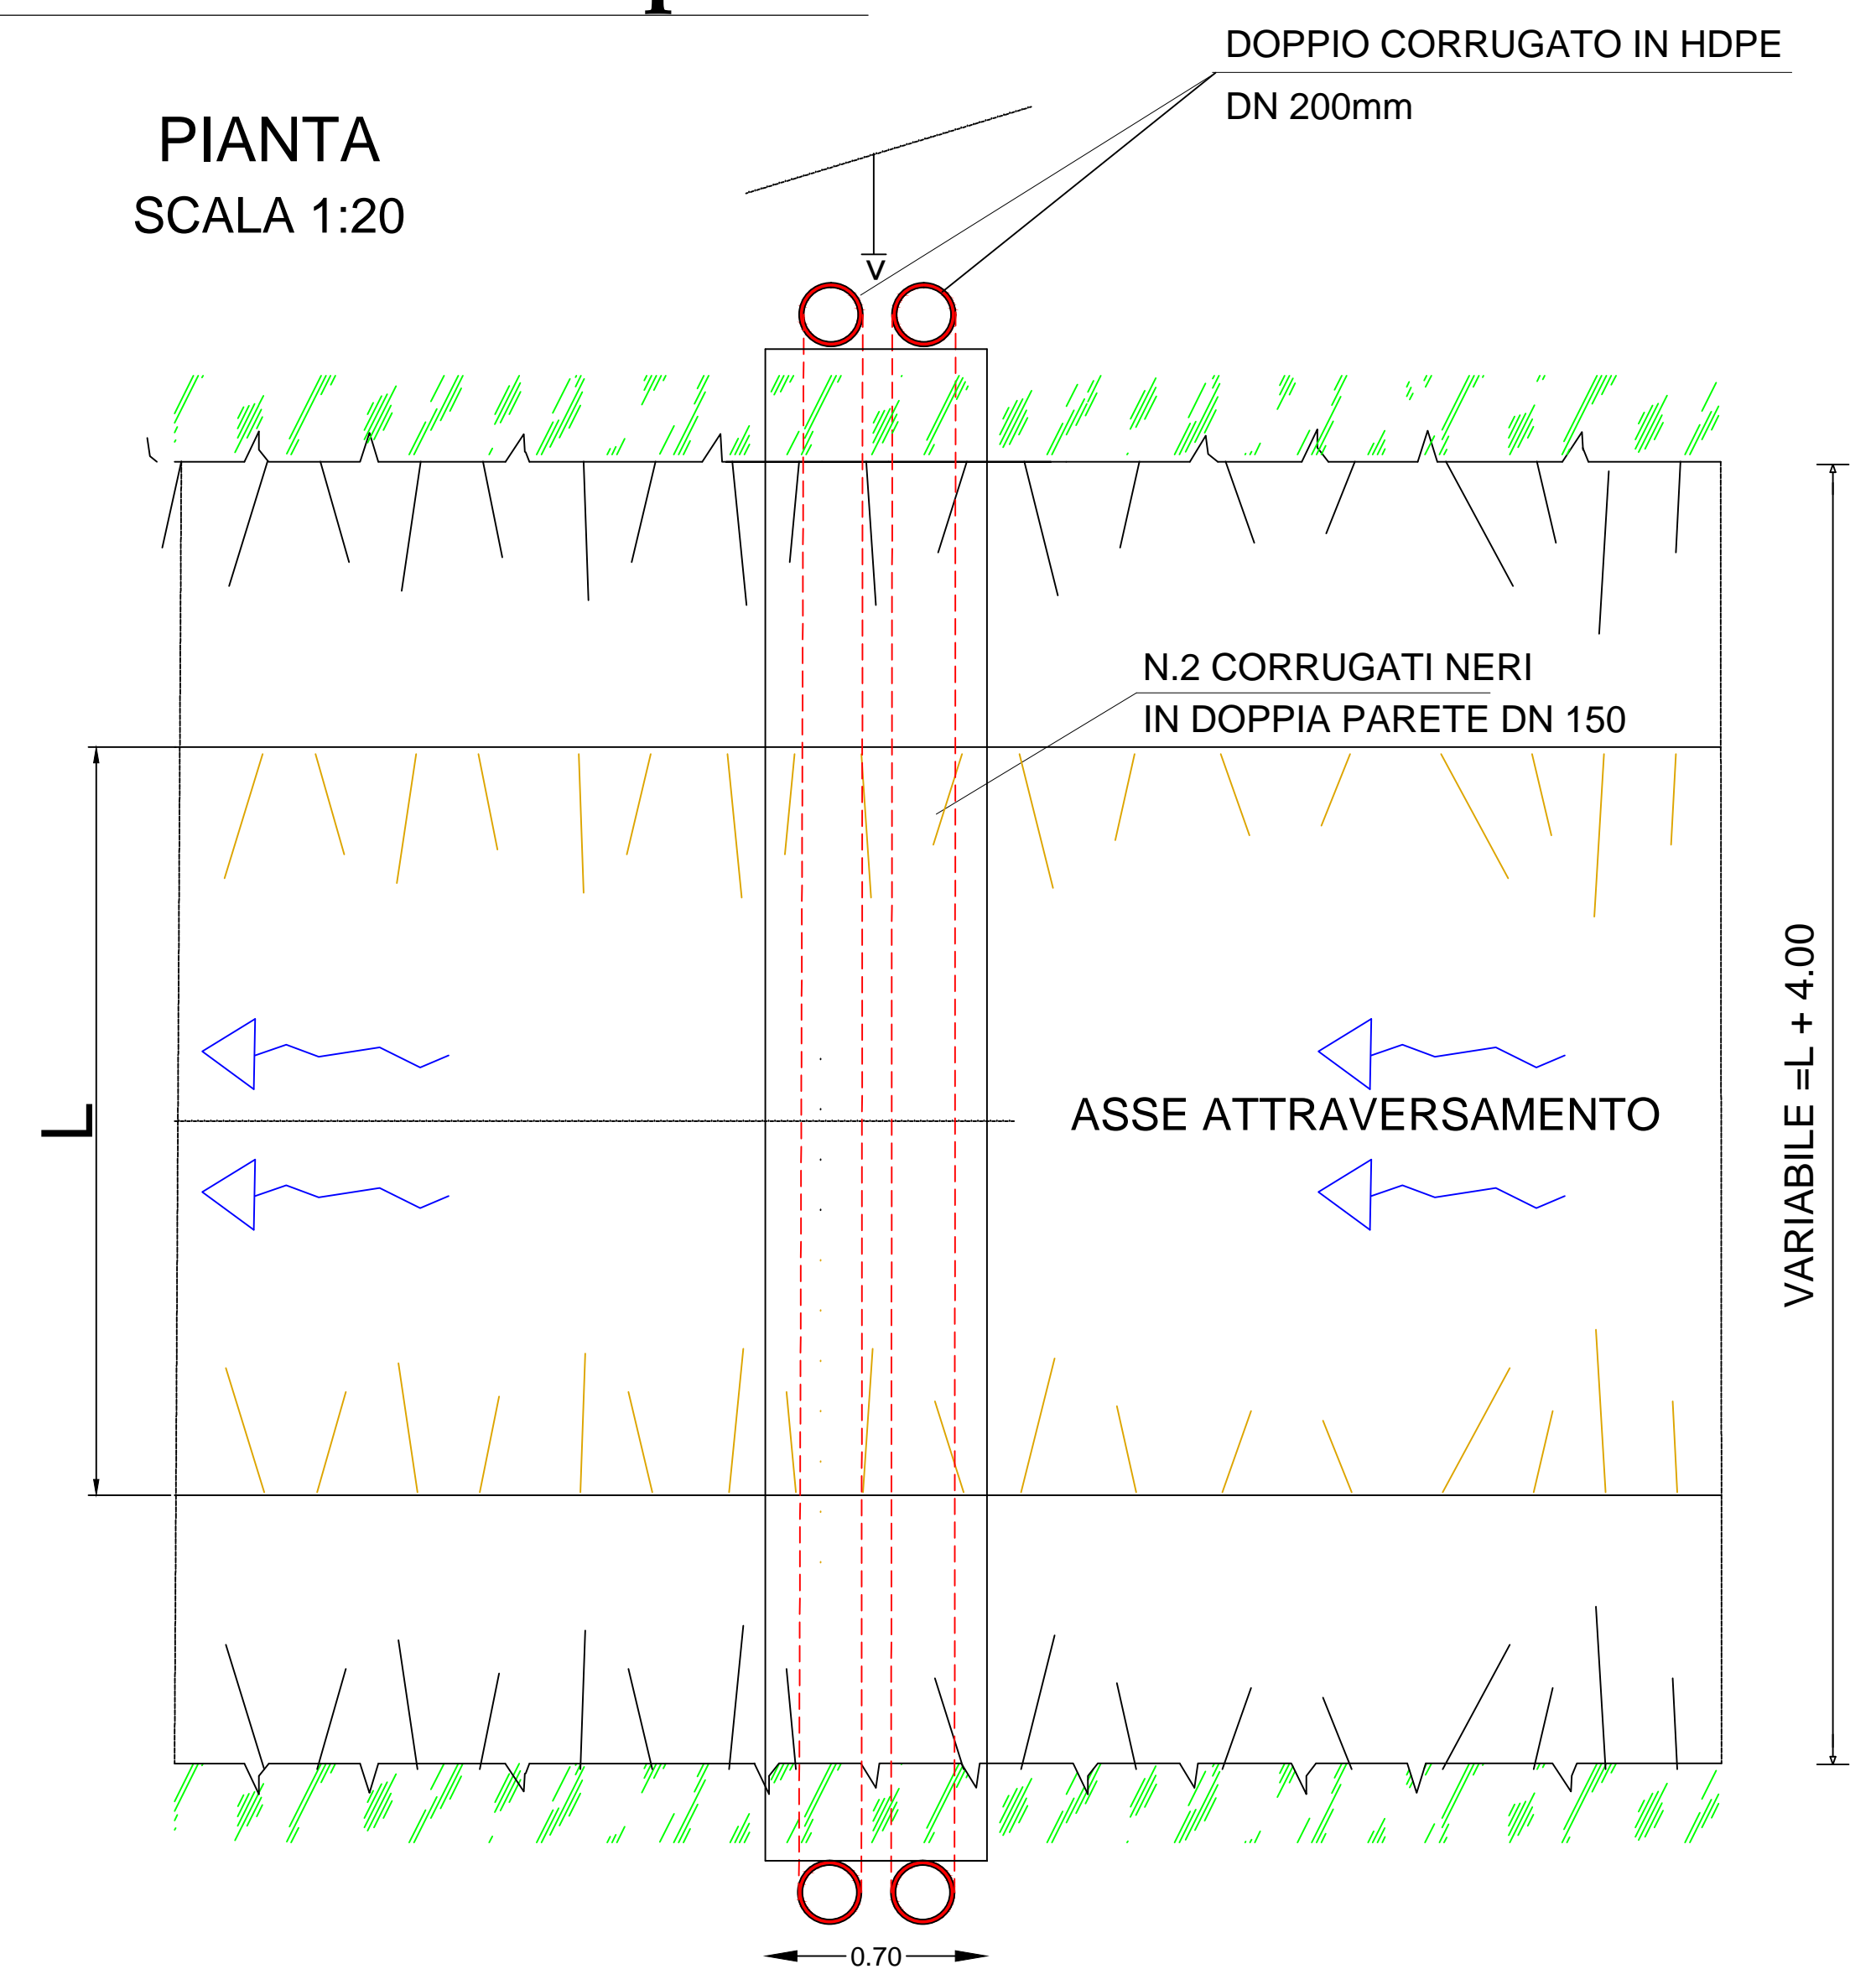 DOPPIO CORRUGATO IN HDPE
DN 200mm
PIANTA
SCALA 1:20
V
N.2 CORRUGATI NERI
IN DOPPIA PARETE DN 150
L
ASSE ATTRAVERSAMENTO
VARIABILE =L + 4.00
0.70